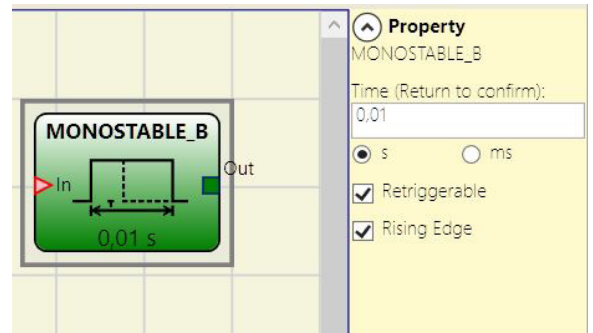 MONOSTABLE_B
In
Out
T
0,01 s
Property
MONOSTABLE_B
Time (Return to confirm):
0,01
s
ms
Retriggerable
Rising Edge